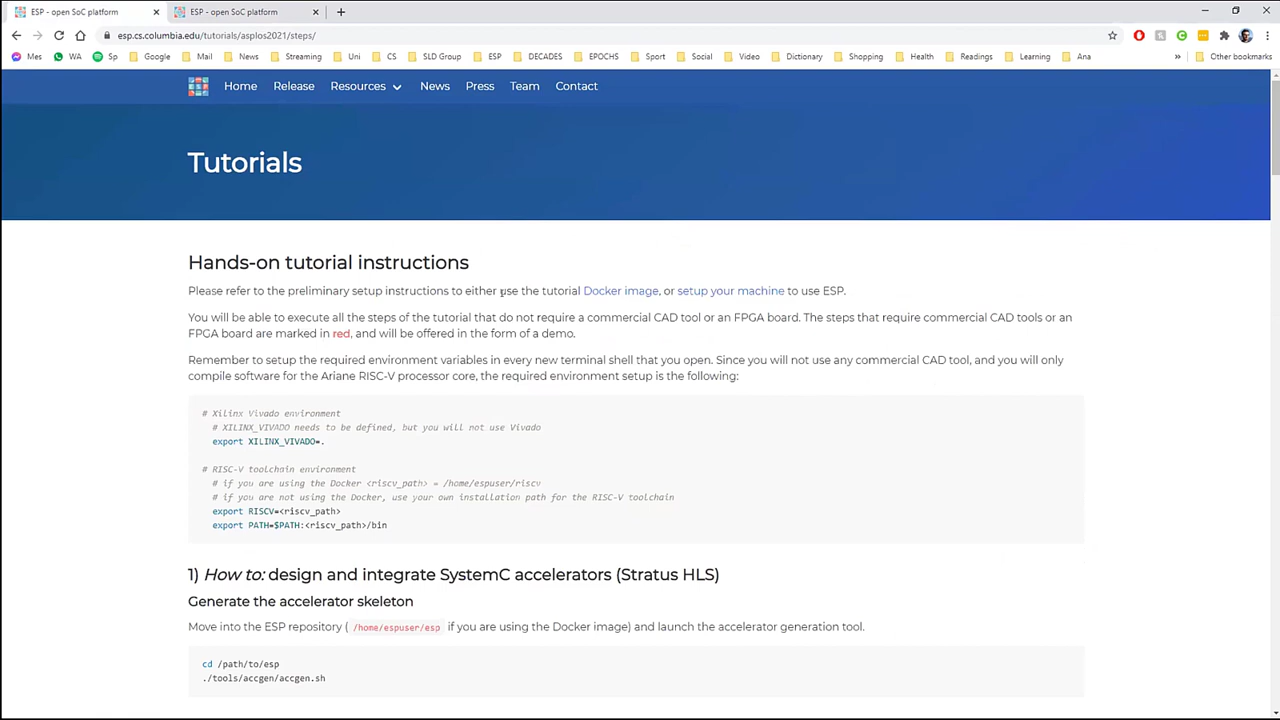 ESP - open SoC platform
ESP - open SoC platform
esp.cs.columbia.edu/tutorials/asplos2021/steps/
Mes WA Sp Google Mail News Streaming Uni CS SLD Group ESP DECADES EPOCHS Sport Social Video Dictionary Shopping Health Readings Learning Ana » Other bookmarks
Home Release Resources News Press Team Contact
Tutorials
Hands-on tutorial instructions
Please refer to the preliminary setup instructions to either use the tutorial Docker image, or setup your machine to use ESP.
You will be able to execute all the steps of the tutorial that do not require a commercial CAD tool or an FPGA board. The steps that require commercial CAD tools or an
FPGA board are marked in red, and will be offered in the form of a demo.
Remember to setup the required environment variables in every new terminal shell that you open. Since you will not use any commercial CAD tool, and you will only
compile software for the Ariane RISC-V processor core, the required environment setup is the following:
# Xilinx Vivado environment
# XILINX_VIVADO needs to be defined, but you will not use Vivado
export XILINX_VIVADO=.
# RISC-V toolchain environment
# if you are using the Docker <riscv_path> = /home/espuser/riscv
# if you are not using the Docker, use your own installation path for the RISC-V toolchain
export RISCV=<riscv_path>
export PATH=$PATH:<riscv_path>/bin
1) How to: design and integrate SystemC accelerators (Stratus HLS)
Generate the accelerator skeleton
Move into the ESP repository ( /home/espuser/esp if you are using the Docker image) and launch the accelerator generation tool.
cd /path/to/esp
./tools/accgen/accgen.sh